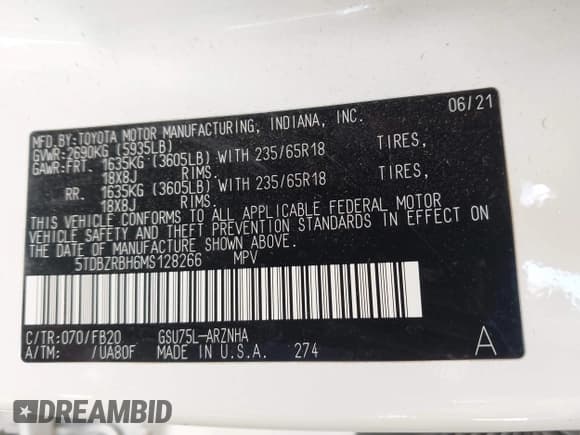 06/21
MFD.BY:TOYOTA MOTOR MANUFACTURING, INDIANA, INC.
GVWR:2690KG (5935LB)
GAWR:FRT. 1635KG (3605LB) WITH 235/65R18 TIRES,
18X8J RIMS.
RR. 1635KG (3605LB) WITH 235/65R18 TIRES,
18X8J RIMS.
THIS VEHICLE CONFORMS TO ALL APPLICABLE FEDERAL MOTOR
VEHICLE SAFETY AND THEFT PREVENTION STANDARDS IN EFFECT ON
THE DATE OF MANUFACTURE SHOWN ABOVE.
5TDBZRBH6MS128266 MPV
C/TR:070/FB20 GSU75L-ARZNHA
A/TM: /UA80F MADE IN U.S.A. 274 A
DREAMBID